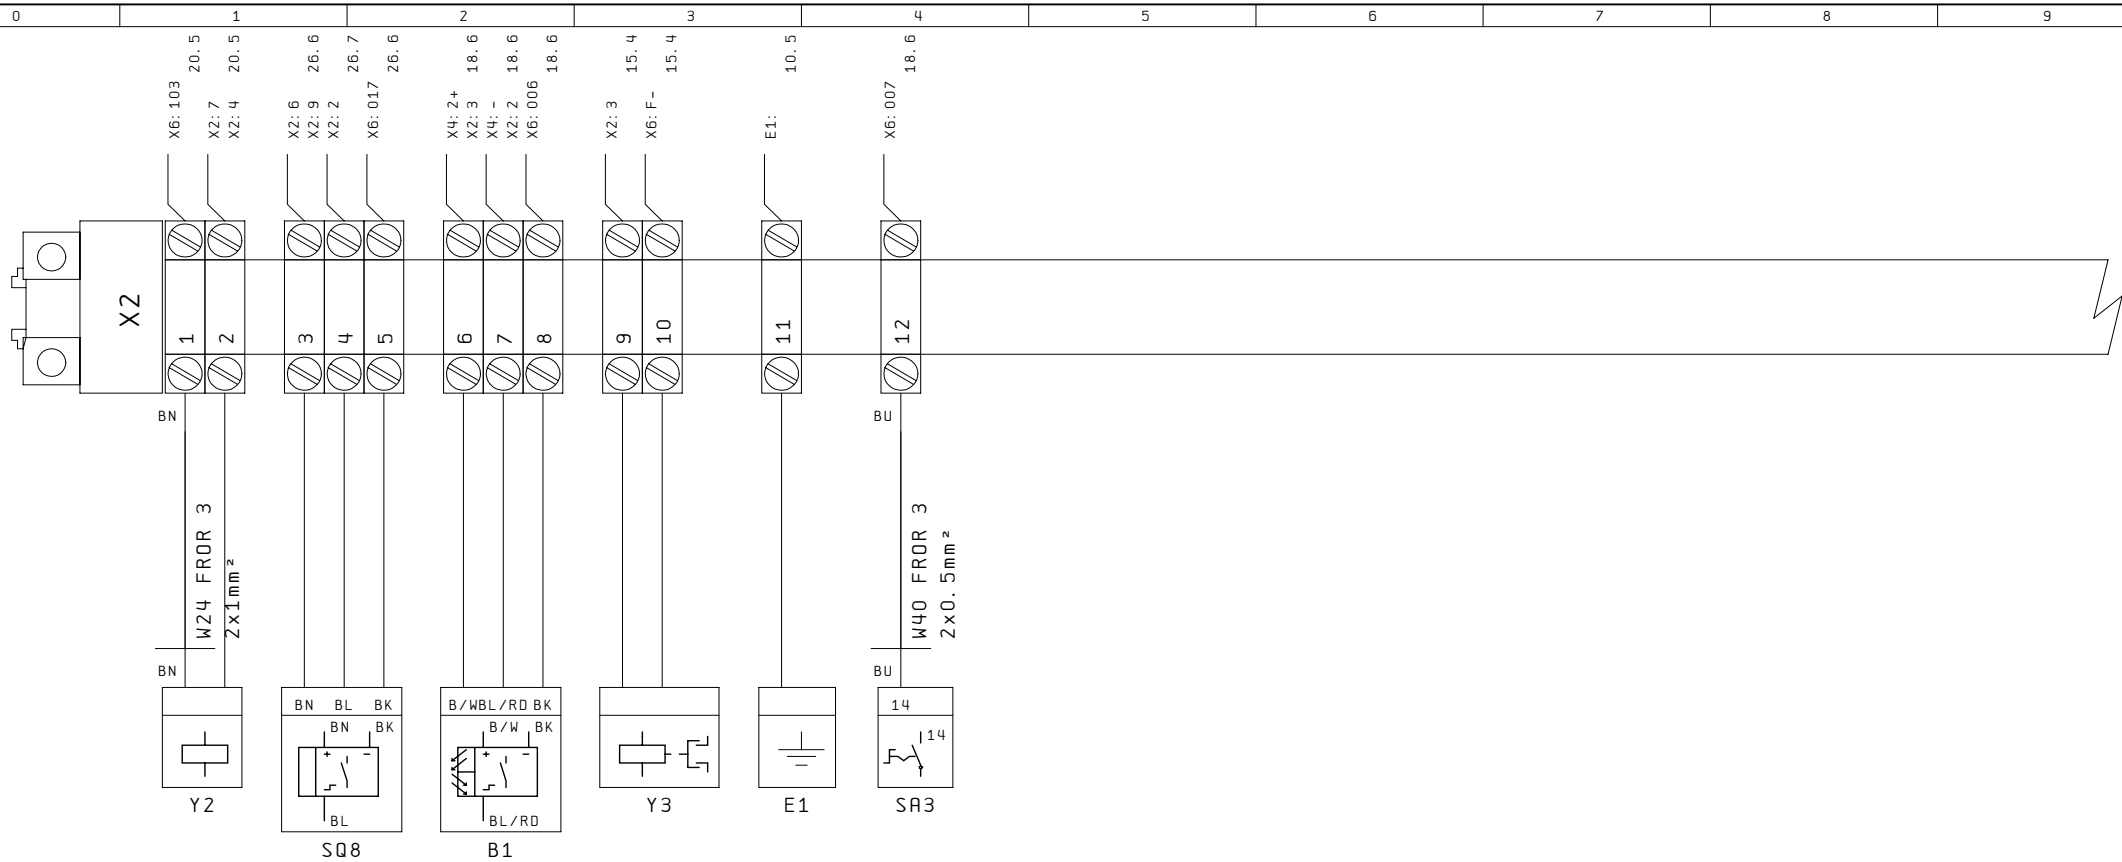 0 1 2 3 4 5 6 7 8 9
20.5 20.5 26.6 26.7 26.6 18.6 18.6 18.6 15.4 15.4 10.5 18.6
X6:103
X2:7
X2:4
X2:6
X2:9
X2:2
X6:017
X4:2+
X2:3
X4:-
X2:2
X6:006
X2:3
X6:F-
E1:
X6:007
X2
1 2 3 4 5 6 7 8 9 10 11 12
BN BU
W24 FROR 3
2x1mm²
W40 FROR 3
2x0.5mm²
BN BU
BN BL BK B/W BL/RD BK 14
BN BK B/W BK 14
+ - + -
BL BL/RD
Y2 Y3 E1 SA3
SQ8 B1